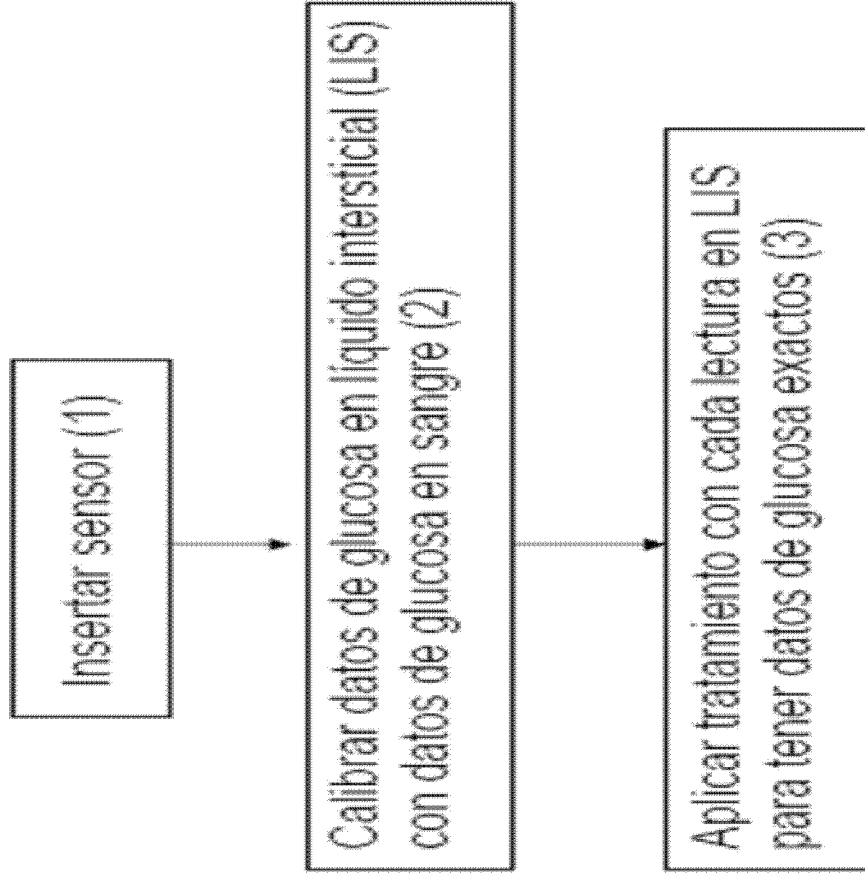 Insertar sensor (1)
Calibrar datos de glucosa en líquido intersticial (LIS)
con datos de glucosa en sangre (2)
Aplicar tratamiento con cada lectura en LIS
para tener datos de glucosa exactos (3)